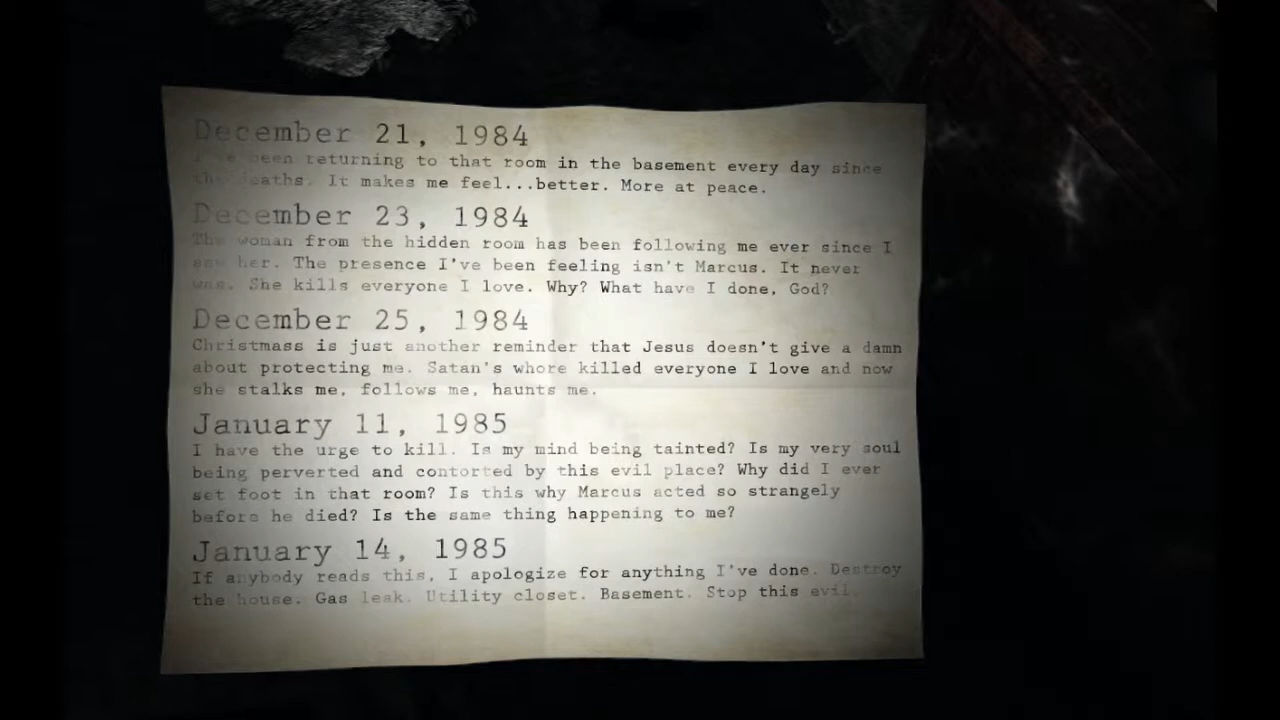 December 21, 1984
I've been returning to that room in the basement every day since
the deaths. It makes me feel...better. More at peace.
December 23, 1984
The woman from the hidden room has been following me ever since I
saw her. The presence I've been feeling isn't Marcus. It never
was. She kills everyone I love. Why? What have I done, God?
December 25, 1984
Christmass is just another reminder that Jesus doesn't give a damn
about protecting me. Satan's whore killed everyone I love and now
she stalks me, follows me, haunts me.
January 11, 1985
I have the urge to kill. Is my mind being tainted? Is my very soul
being perverted and contorted by this evil place? Why did I ever
set foot in that room? Is this why Marcus acted so strangely
before he died? Is the same thing happening to me?
January 14, 1985
If anybody reads this, I apologize for anything I've done. Destroy
the house. Gas leak. Utility closet. Basement. Stop this evil.